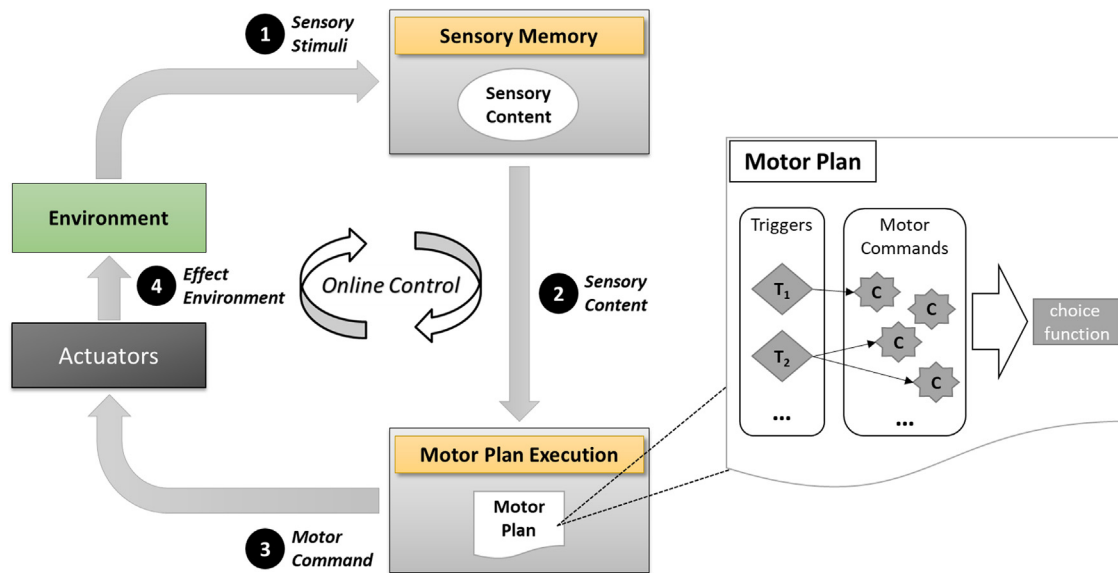 1
Sensory
Stimuli
Sensory Memory
Sensory
Content
Environment
4
Effect
Environment
Online Control
2
Sensory
Content
Actuators
Motor Plan Execution
Motor
Plan
3
Motor
Command
Motor Plan
Triggers
Motor
Commands
T1
C
C
T2
C
C
...
...
choice
function